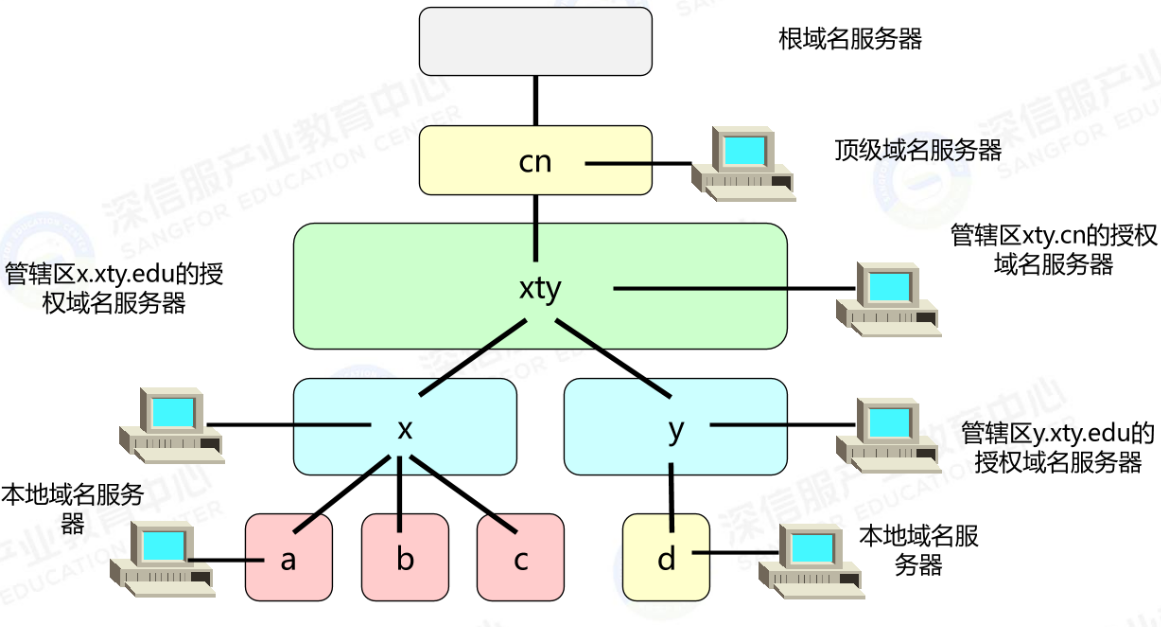 根域名服务器
cn
顶级域名服务器
管辖区xty.cn的授权
域名服务器
管辖区x.xty.edu的授
权域名服务器
xty
x
y
管辖区y.xty.edu的
授权域名服务器
本地域名服务
器
a
b
c
d
本地域名服
务器
深信服产业教育中心
SANGFOR EDUCATION CENTER